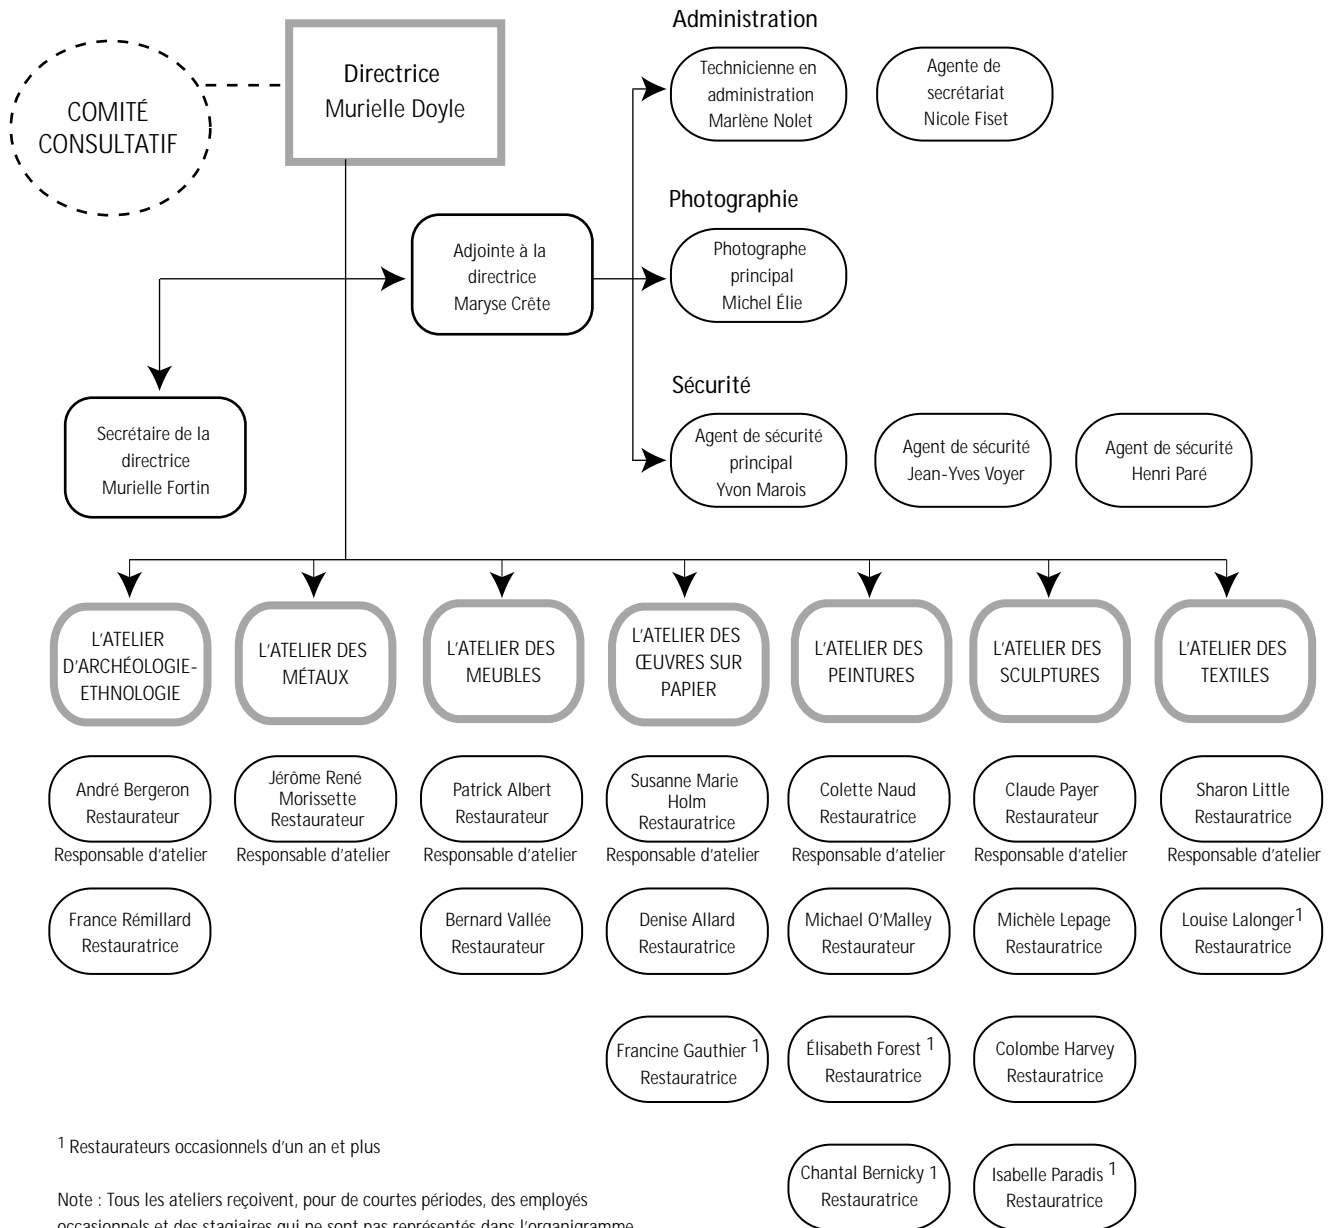 Administration
Directrice
Murielle Doyle
COMITÉ
CONSULTATIF
Technicienne en
administration
Marlène Nolet
Agente de
secrétariat
Nicole Fiset
Photographie
Adjointe à la
directrice
Maryse Crête
Photographe
principal
Michel Élie
Sécurité
Secrétaire de la
directrice
Murielle Fortin
Agent de sécurité
principal
Yvon Marois
Agent de sécurité
Jean-Yves Voyer
Agent de sécurité
Henri Paré
L'ATELIER
D'ARCHÉOLOGIE-
ETHNOLOGIE
L'ATELIER DES
MÉTAUX
L'ATELIER DES
MEUBLES
L'ATELIER DES
ŒUVRES SUR
PAPIER
L'ATELIER DES
PEINTURES
L'ATELIER DES
SCULPTURES
L'ATELIER DES
TEXTILES
André Bergeron
Restaurateur
Responsable d'atelier
Jérôme René
Morissette
Restaurateur
Responsable d'atelier
Patrick Albert
Restaurateur
Responsable d'atelier
Susanne Marie
Holm
Restauratrice
Responsable d'atelier
Colette Naud
Restauratrice
Responsable d'atelier
Claude Payer
Restaurateur
Responsable d'atelier
Sharon Little
Restauratrice
Responsable d'atelier
France Rémillard
Restauratrice
Bernard Vallée
Restaurateur
Denise Allard
Restauratrice
Michael O'Malley
Restaurateur
Michèle Lepage
Restauratrice
Louise Lalonger 1
Restauratrice
Francine Gauthier 1
Restauratrice
Élisabeth Forest 1
Restauratrice
Colombe Harvey
Restauratrice
Chantal Bernicky 1
Restauratrice
Isabelle Paradis 1
Restauratrice
1 Restaurateurs occasionnels d'un an et plus
Note : Tous les ateliers reçoivent, pour de courtes périodes, des employés
occasionnels et des stagiaires qui ne sont pas représentés dans l'organigramme